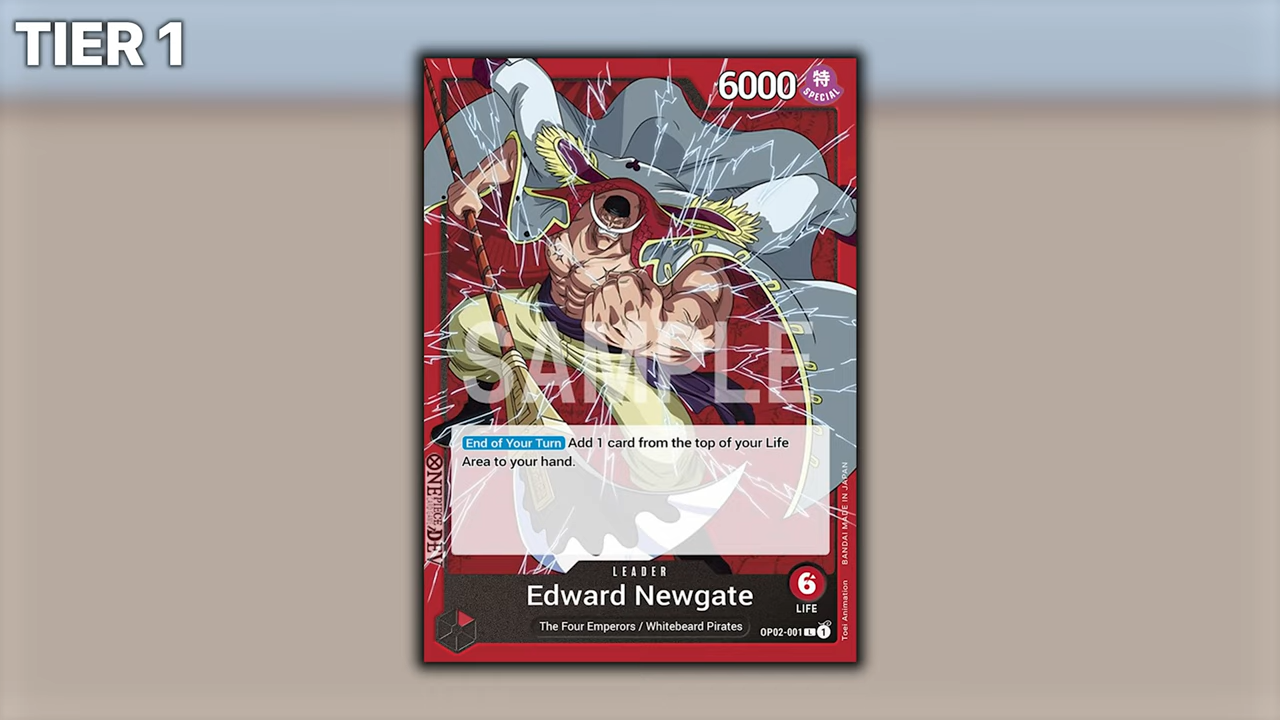 TIER 1
6000
特
SPECIAL
SAMPLE
End of Your Turn Add 1 card from the top of your Life
Area to your hand.
LEADER
Edward Newgate
6
LIFE
The Four Emperors / Whitebeard Pirates
OP02-001 L 1
ONE PIECE
Toei Animation BANDAI MADE IN JAPAN